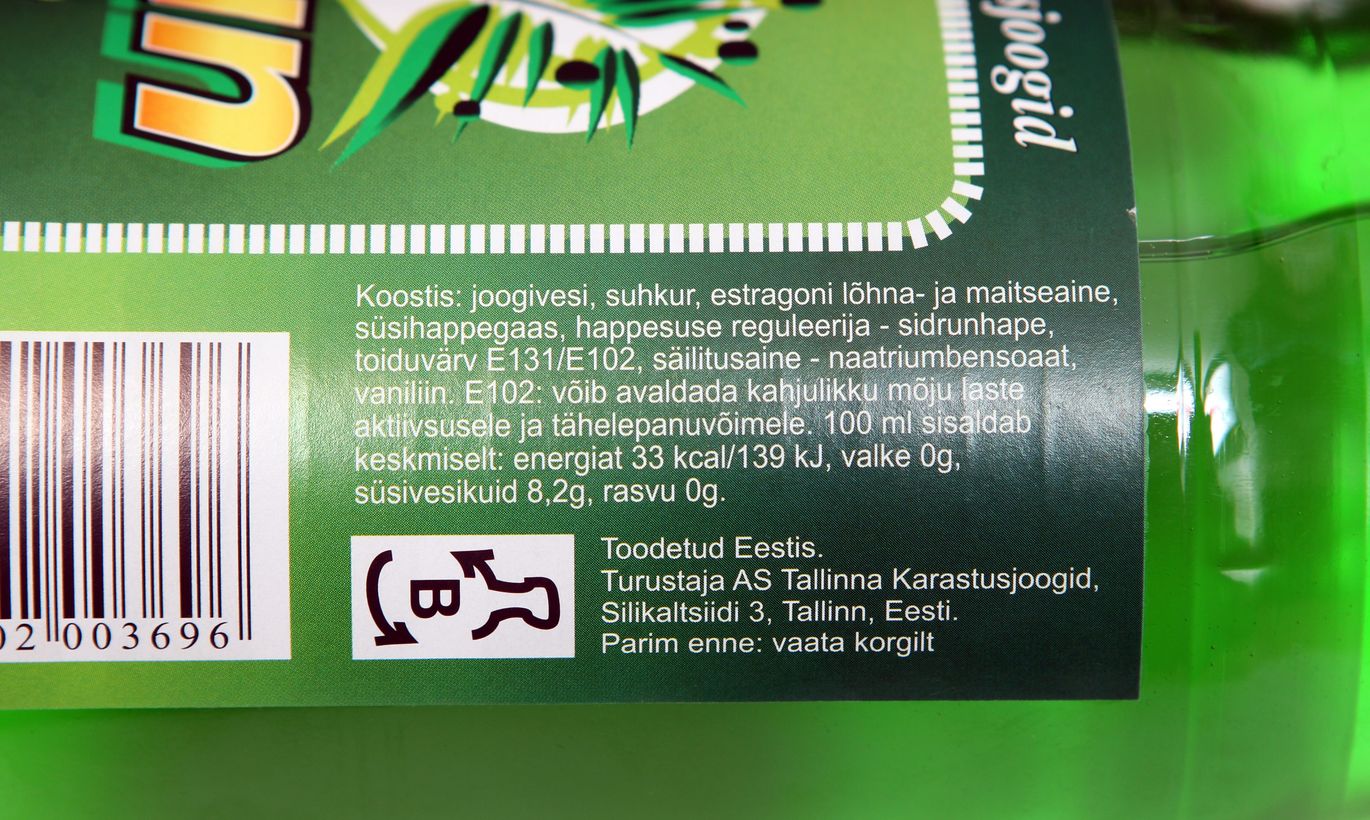 Koostis: joogivesi, suhkur, estragoni lõhna- ja maitseaine,
süsihappegaas, happesuse reguleerija - sidrunhape,
toiduvärv E131/E102, säilitusaine - naatriumbensoaat,
vaniliin. E102: võib avaldada kahjulikku mõju laste
aktiivsusele ja tähelepanuvõimele. 100 ml sisaldab
keskmiselt: energiat 33 kcal/139 kJ, valke 0g,
süsivesikuid 8,2g, rasvu 0g.
B
Toodetud Eestis.
Turustaja AS Tallinna Karastusjoogid,
Silikaltsiidi 3, Tallinn, Eesti.
Parim enne: vaata korgilt
02 003696